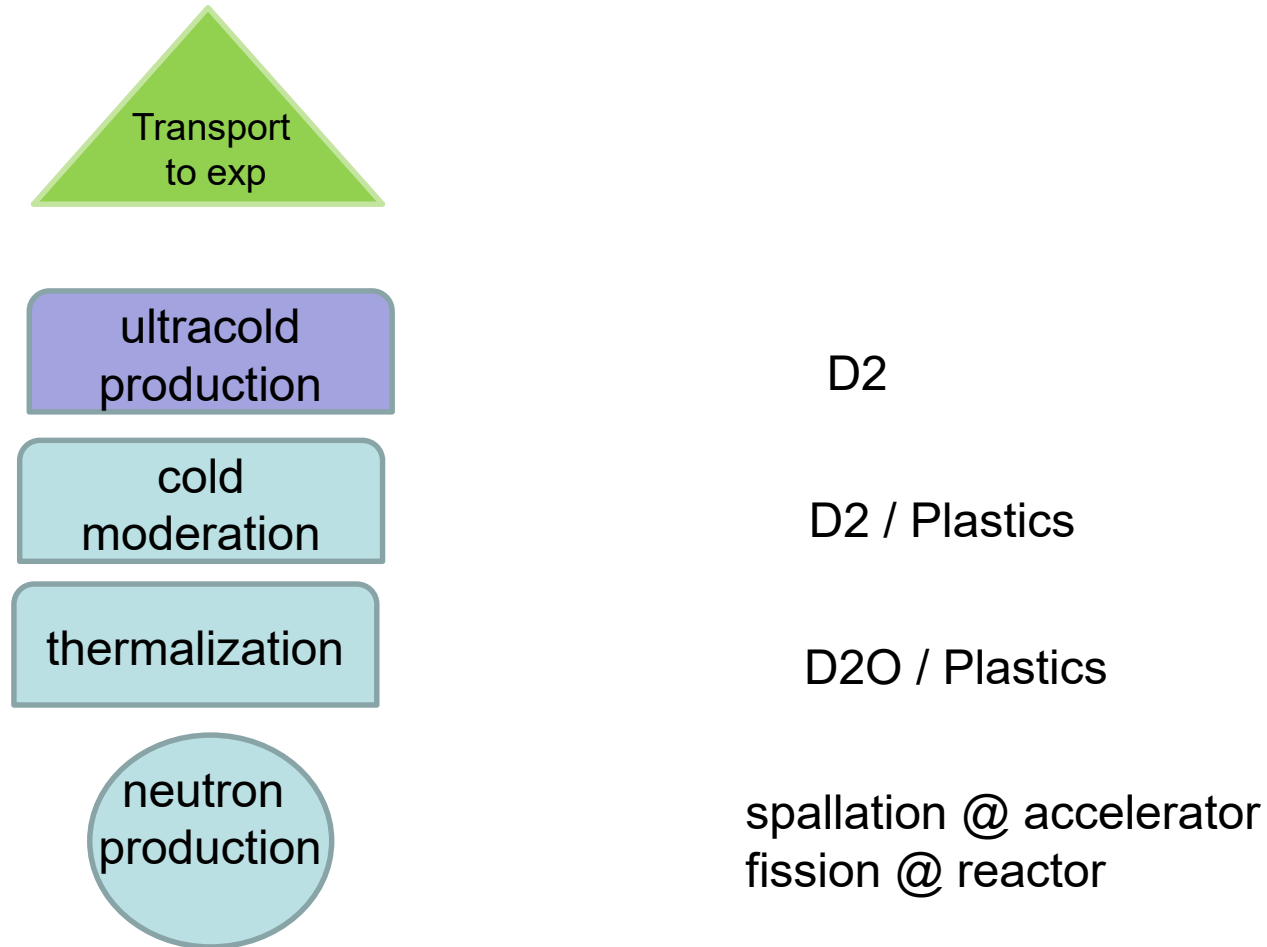 Transport
to exp
ultracold
production
D2
cold
moderation
D2 / Plastics
thermalization
D2O / Plastics
neutron
production
spallation @ accelerator
fission @ reactor